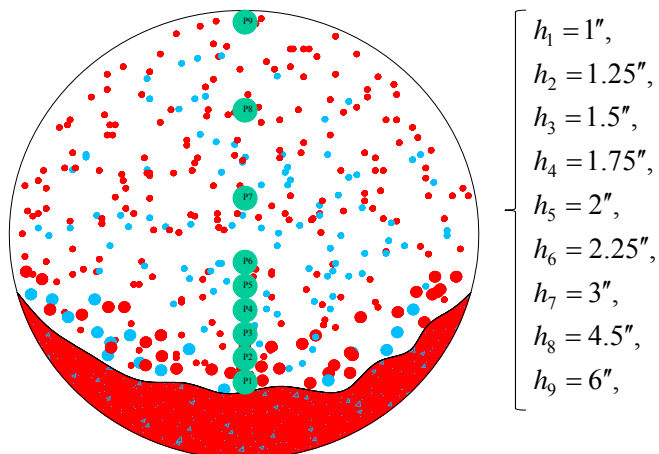 P9
P8
P7
P6
P5
P4
P3
P2
P1
h₁ = 1″,
h₂ = 1.25″,
h₃ = 1.5″,
h₄ = 1.75″,
h₅ = 2″,
h₆ = 2.25″,
h₇ = 3″,
h₈ = 4.5″,
h₉ = 6″,